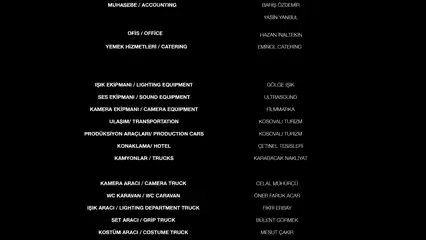 MUHASEBE / ACCOUNTING BARIŞ ÖZDEMİR
YASİN YANBUL
OFİS / OFFICE HAZAN İNALTEKİN
YEMEK HİZMETLERİ / CATERING EMİNGİL CATERING
IŞIK EKİPMANI / LIGHTING EQUIPMENT GÖLGE IŞIK
SES EKİPMANI / SOUND EQUIPMENT ULTRASOUND
KAMERA EKİPMANI / CAMERA EQUIPMENT FİLMMARKA
ULAŞIM/ TRANSPORTATION KOSOVALI TURİZM
PRODÜKSİYON ARAÇLARI/ PRODUCTION CARS KOSOVALI TURİZM
KONAKLAMA/ HOTEL ÇETİNEL TESİSLERİ
KAMYONLAR / TRUCKS KARABACAK NAKLİYAT
KAMERA ARACI / CAMERA TRUCK CELAL MÜHÜRCÜ
WC KARAVAN / WC CARAVAN ÖNER FARUK ACAR
IŞIK ARACI / LIGHTING DEPARTMENT TRUCK FİKRİ ERBAY
SET ARACI / GRİP TRUCK BÜLENT GÖRMEK
KOSTÜM ARACI / COSTUME TRUCK MESUT ÇAKIR